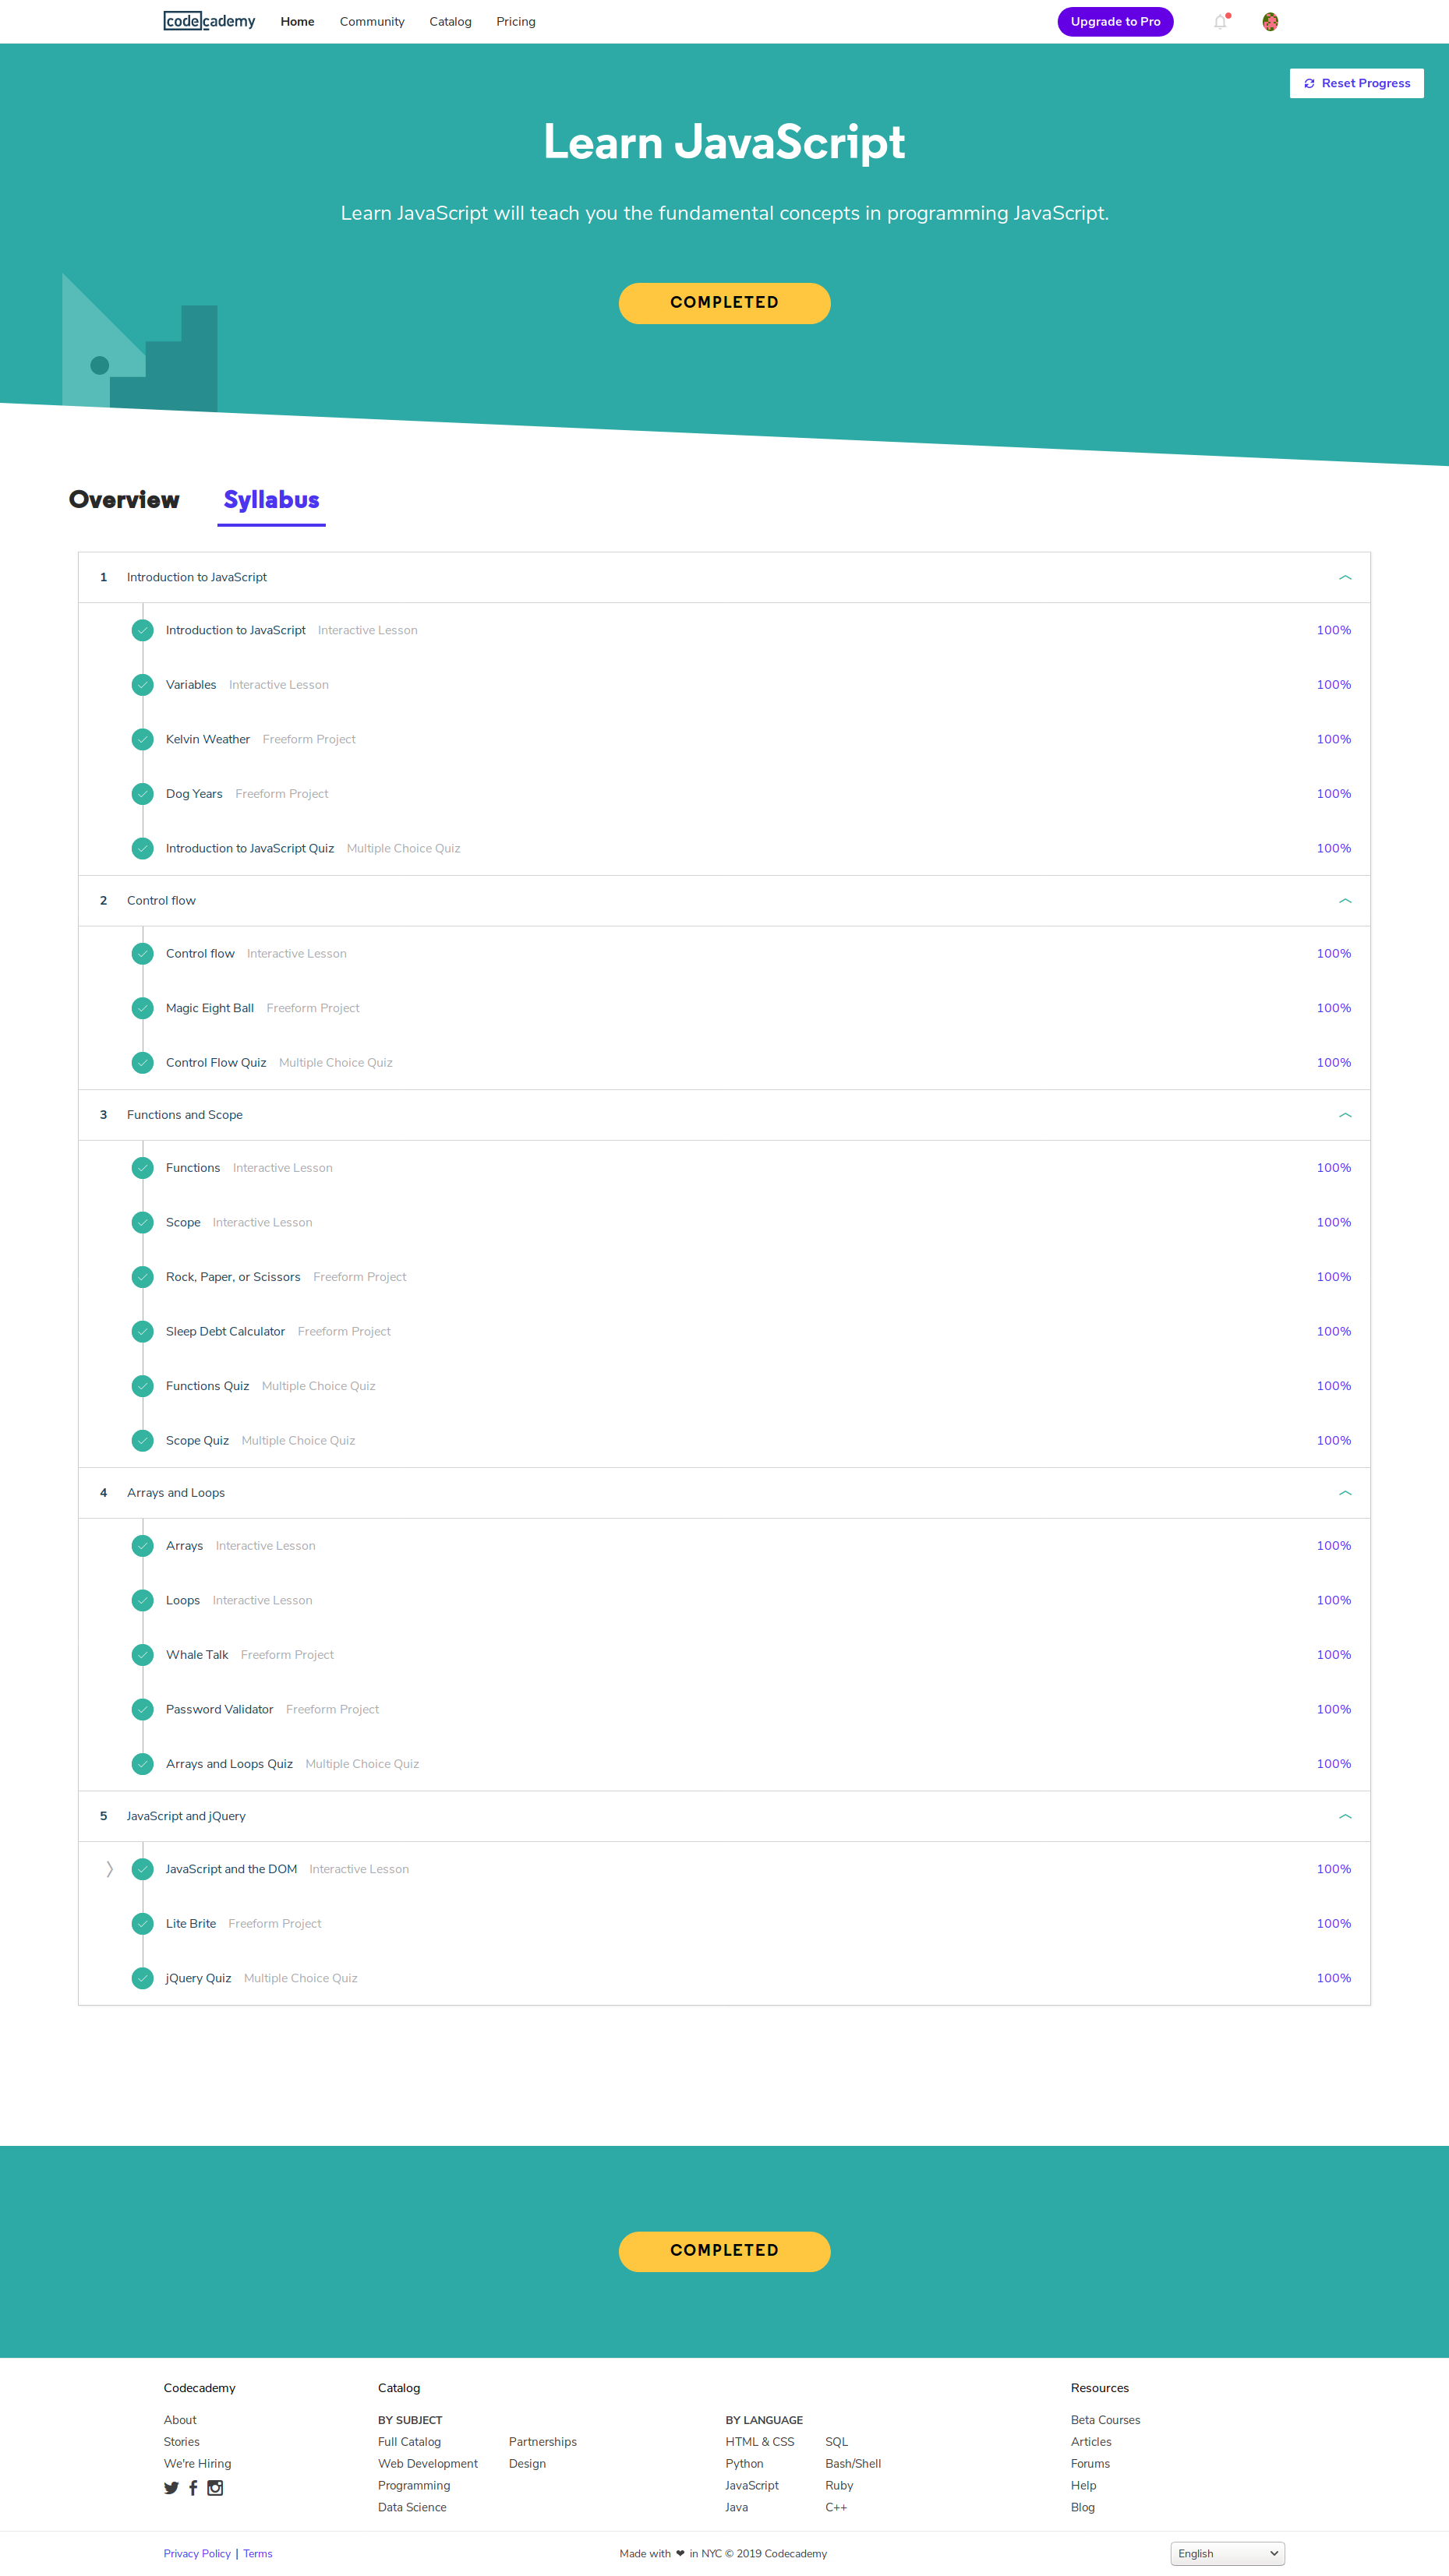 codecademy Home Community Catalog Pricing Upgrade to Pro
Reset Progress
Learn JavaScript
Learn JavaScript will teach you the fundamental concepts in programming JavaScript.
COMPLETED
Overview Syllabus
1 Introduction to JavaScript
Introduction to JavaScript Interactive Lesson 100%
Variables Interactive Lesson 100%
Kelvin Weather Freeform Project 100%
Dog Years Freeform Project 100%
Introduction to JavaScript Quiz Multiple Choice Quiz 100%
2 Control flow
Control flow Interactive Lesson 100%
Magic Eight Ball Freeform Project 100%
Control Flow Quiz Multiple Choice Quiz 100%
3 Functions and Scope
Functions Interactive Lesson 100%
Scope Interactive Lesson 100%
Rock, Paper, or Scissors Freeform Project 100%
Sleep Debt Calculator Freeform Project 100%
Functions Quiz Multiple Choice Quiz 100%
Scope Quiz Multiple Choice Quiz 100%
4 Arrays and Loops
Arrays Interactive Lesson 100%
Loops Interactive Lesson 100%
Whale Talk Freeform Project 100%
Password Validator Freeform Project 100%
Arrays and Loops Quiz Multiple Choice Quiz 100%
5 JavaScript and jQuery
JavaScript and the DOM Interactive Lesson 100%
Lite Brite Freeform Project 100%
jQuery Quiz Multiple Choice Quiz 100%
COMPLETED
Codecademy Catalog Resources
About BY SUBJECT BY LANGUAGE Beta Courses
Stories Full Catalog Partnerships HTML & CSS SQL Articles
We're Hiring Web Development Design Python Bash/Shell Forums
Programming JavaScript Ruby Help
Data Science Java C++ Blog
Privacy Policy | Terms Made with ❤ in NYC © 2019 Codecademy English